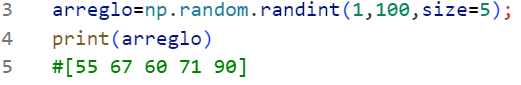 3 arreglo=np.random.randint(1,100,size=5);
4 print(arreglo)
5 #[55 67 60 71 90]